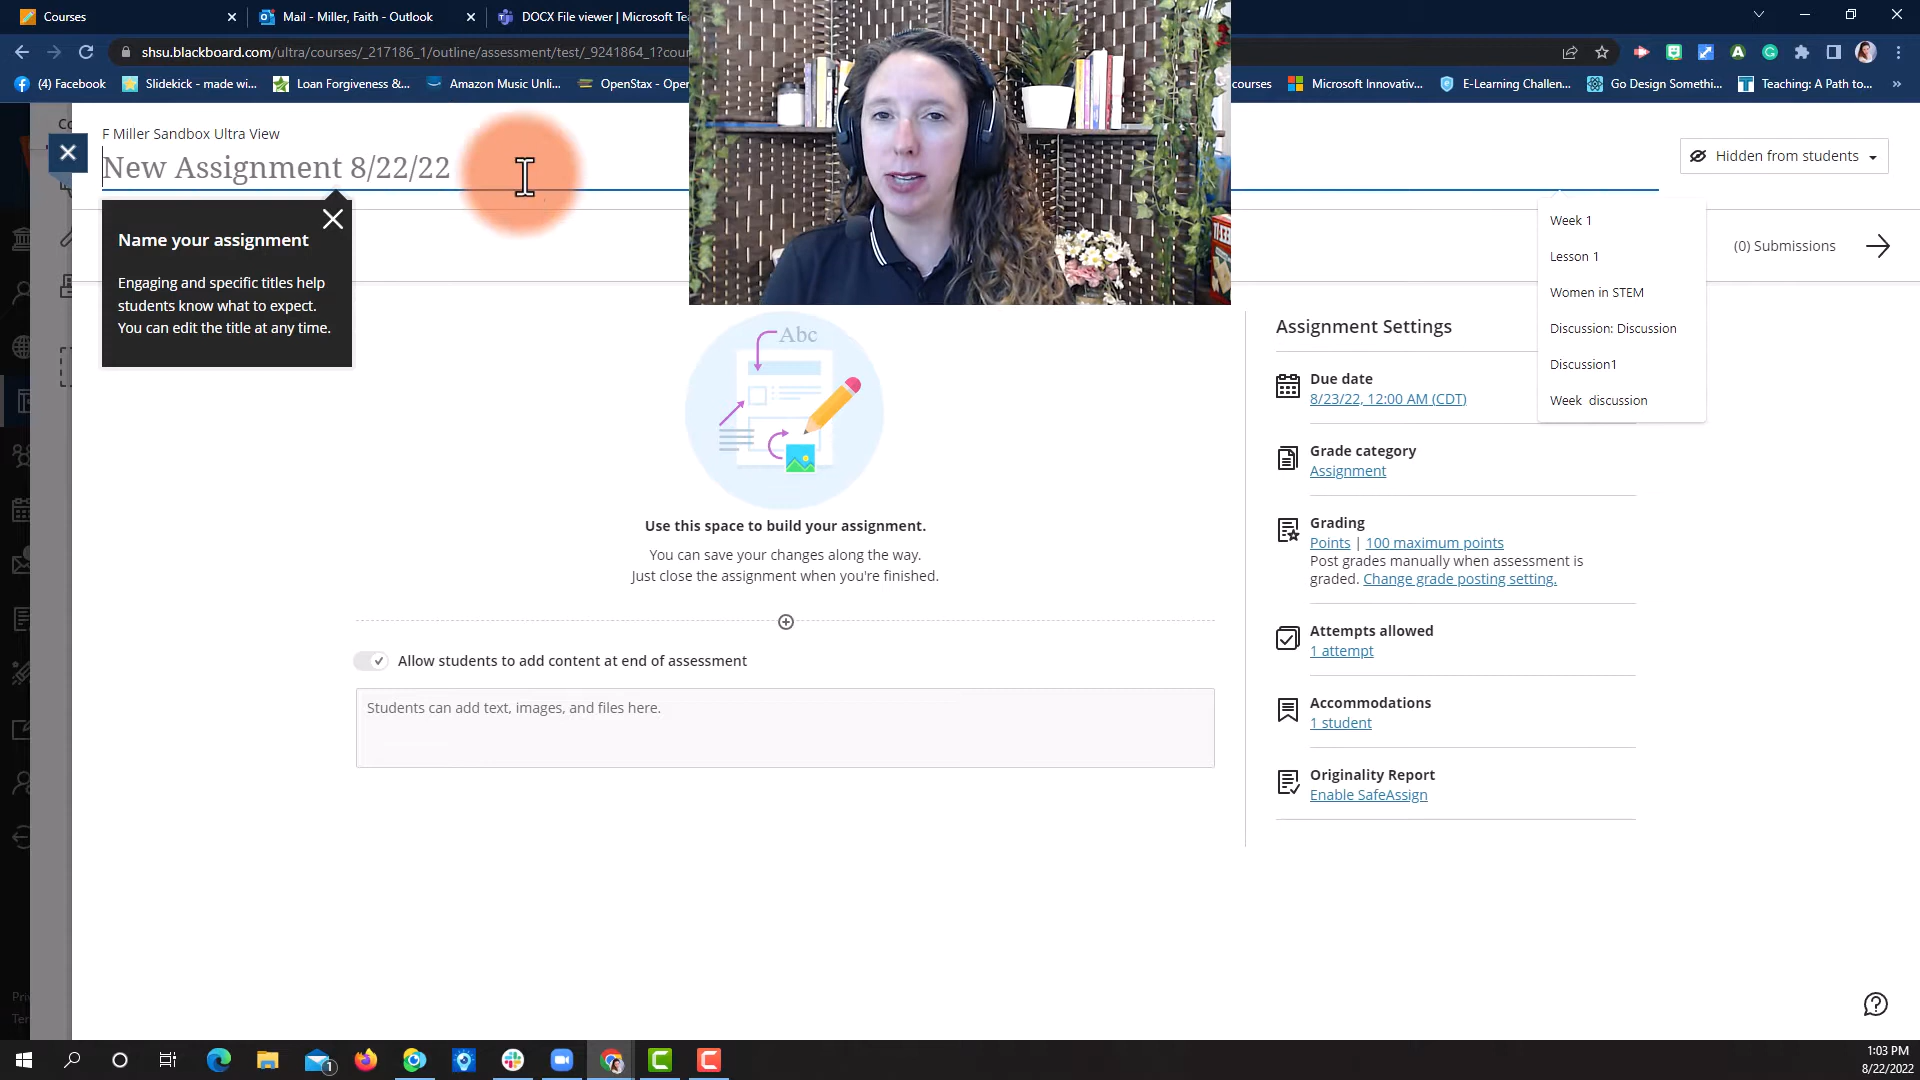 Courses
Mail - Miller, Faith - Outlook
DOCX File viewer | Microsoft Te
shsu.blackboard.com/ultra/courses/_217186_1/outline/assessment/test/_9241864_1?cour
(4) Facebook
Slidekick - made wi...
Loan Forgiveness &...
Amazon Music Unli...
OpenStax - Oper
courses
Microsoft Innovativ...
E-Learning Challen...
Go Design Somethi...
Teaching: A Path to...
F Miller Sandbox Ultra View
New Assignment 8/22/22
Hidden from students
Name your assignment
Engaging and specific titles help
students know what to expect.
You can edit the title at any time.
Week 1
Lesson 1
Women in STEM
Discussion: Discussion
Discussion1
Week  discussion
(0) Submissions
Abc
Use this space to build your assignment.
You can save your changes along the way.
Just close the assignment when you're finished.
Allow students to add content at end of assessment
Students can add text, images, and files here.
Assignment Settings
Due date
8/23/22, 12:00 AM (CDT)
Grade category
Assignment
Grading
Points | 100 maximum points
Post grades manually when assessment is
graded. Change grade posting setting.
Attempts allowed
1 attempt
Accommodations
1 student
Originality Report
Enable SafeAssign
1
1:03 PM
8/22/2022